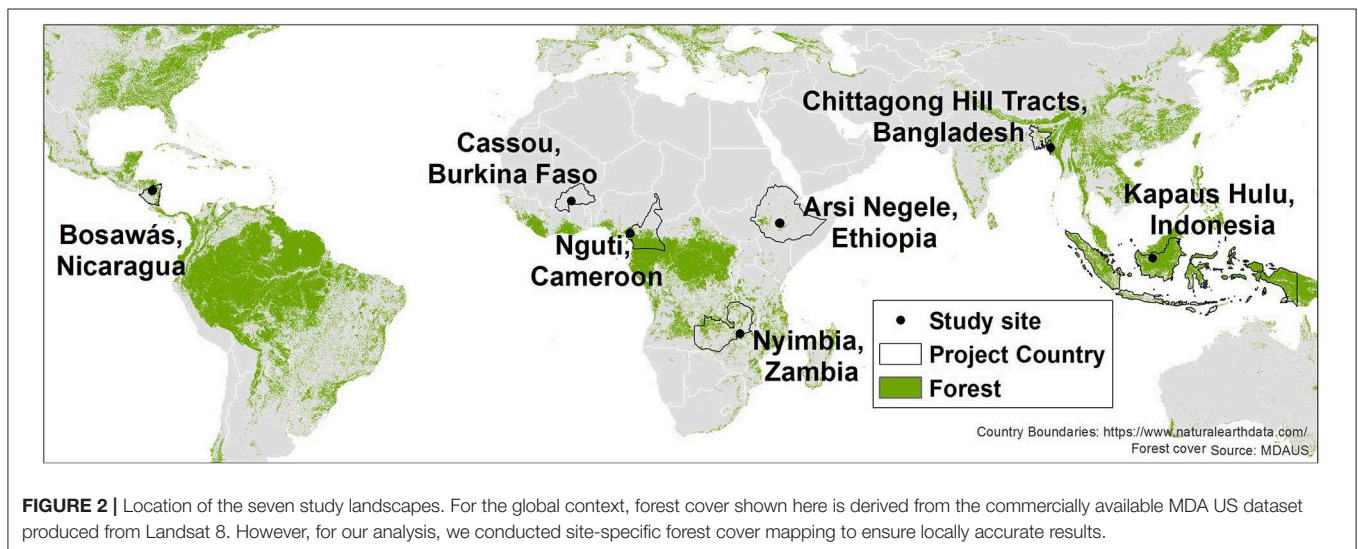 Chittagong Hill Tracts,
Bangladesh
Cassou,
Burkina Faso
Kapaus Hulu,
Indonesia
Arsi Negele,
Ethiopia
Bosawás,
Nicaragua
Nguti,
Cameroon
Nyimbia,
Zambia
Study site
Project Country
Forest
Country Boundaries: https://www.naturalearthdata.com/
Forest cover Source: MDAUS
FIGURE 2 | Location of the seven study landscapes. For the global context, forest cover shown here is derived from the commercially available MDA US dataset
produced from Landsat 8. However, for our analysis, we conducted site-specific forest cover mapping to ensure locally accurate results.